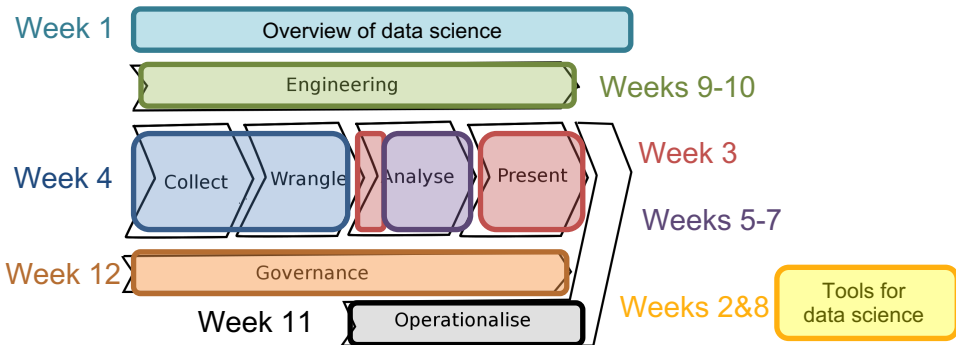 Week 1
Overview of data science
Engineering
Weeks 9-10
Week 3
Week 4
Collect
Wrangle
Analyse
Present
Weeks 5-7
Week 12
Governance
Weeks 2&8
Tools for
data science
Week 11
Operationalise